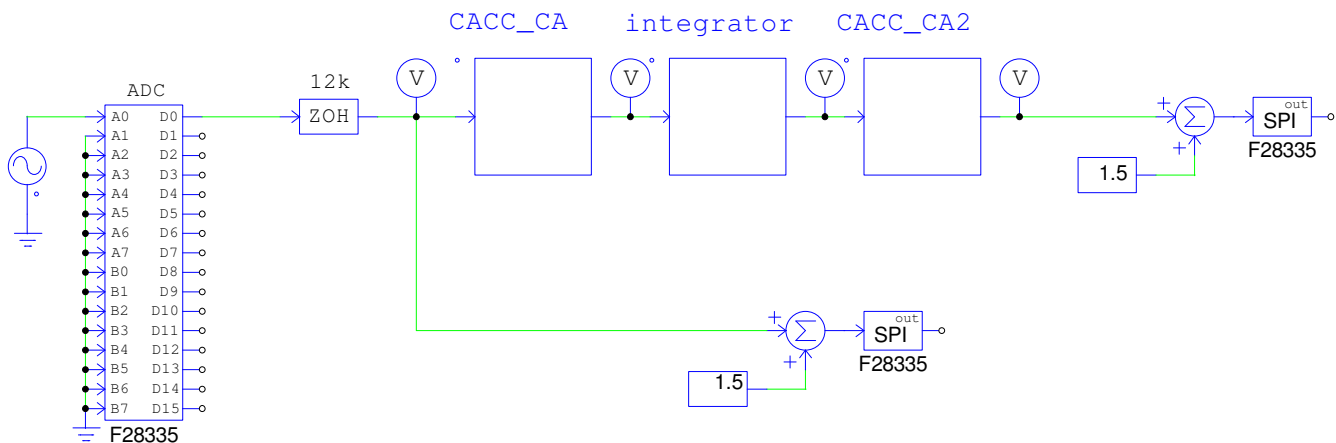 CACC_CA integrator CACC_CA2
V V V V
ADC 12k
A0 D0 ZOH
A1 D1
A2 D2
A3 D3
A4 D4
A5 D5
A6 D6
A7 D7
B0 D8
B1 D9
B2 D10
B3 D11
B4 D12
B5 D13
B6 D14
B7 D15
F28335
+ Σ out
+ SPI
1.5 F28335
+ Σ out
+ SPI
1.5 F28335